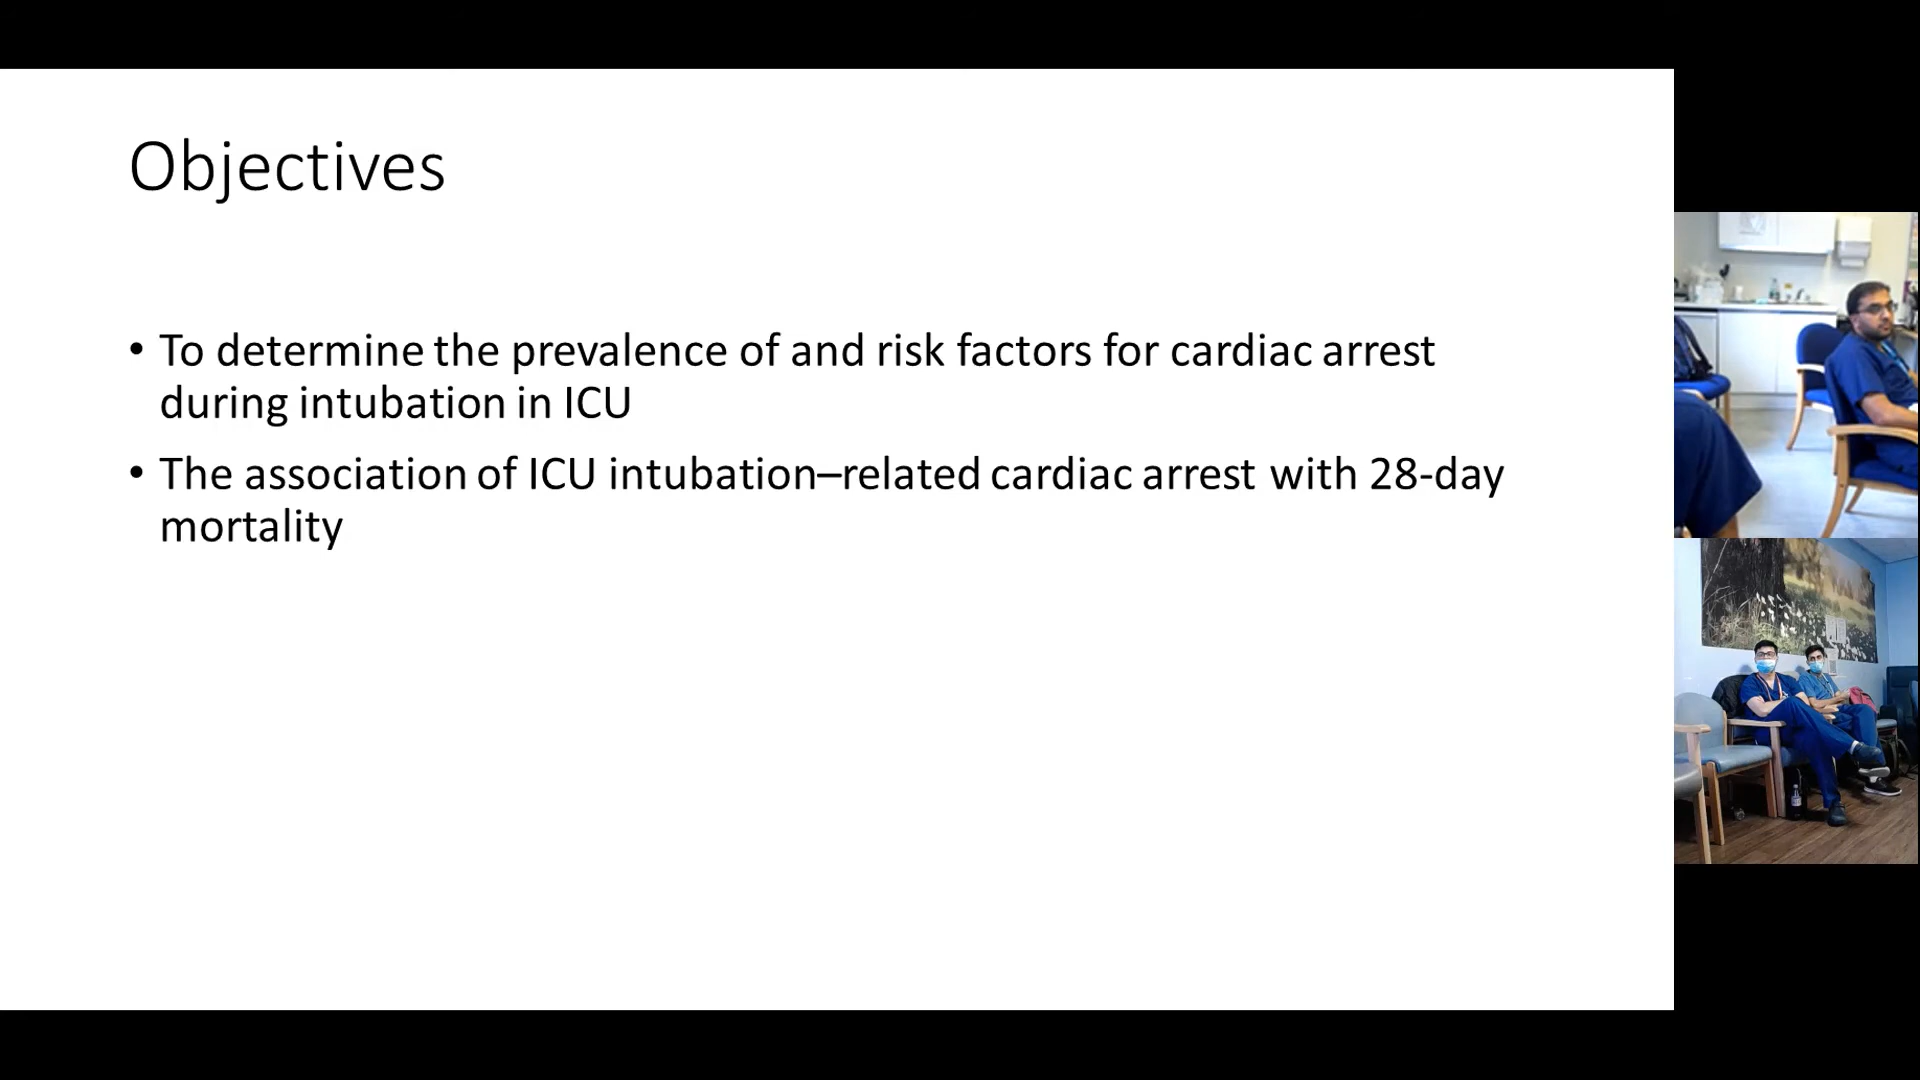 Objectives
• To determine the prevalence of and risk factors for cardiac arrest
during intubation in ICU
• The association of ICU intubation–related cardiac arrest with 28-day
mortality